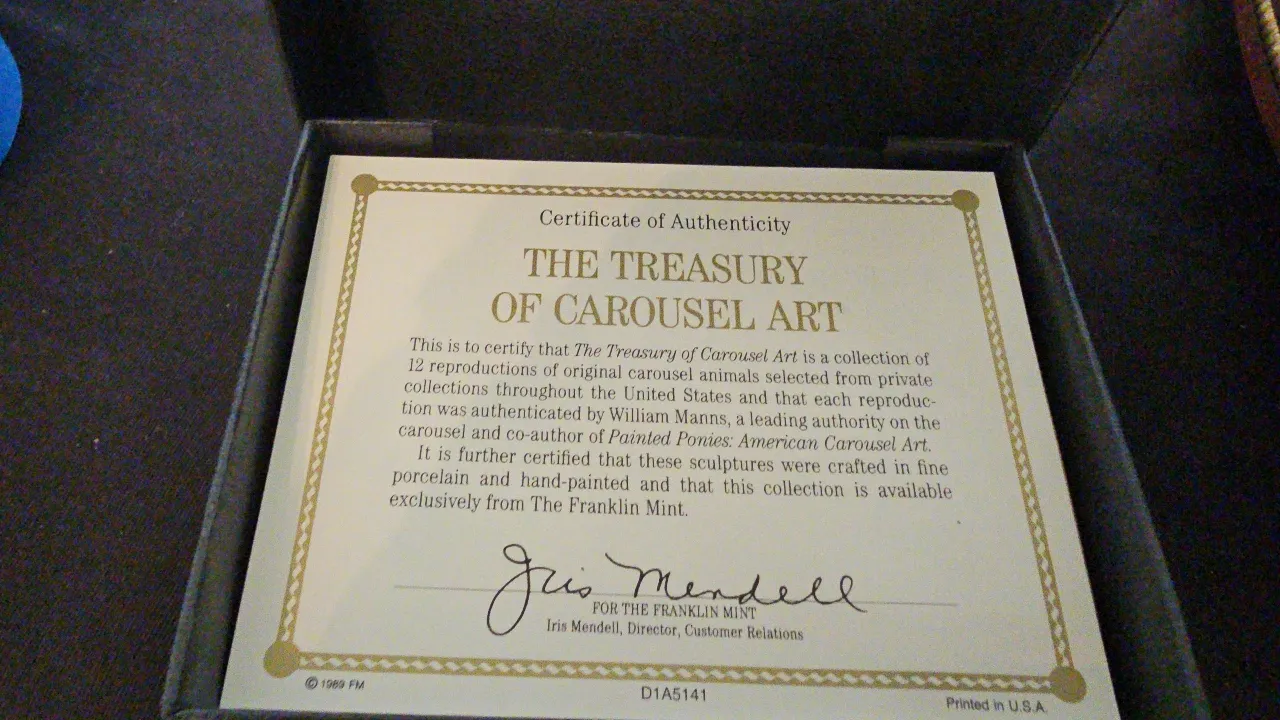 Certificate of Authenticity
THE TREASURY
OF CAROUSEL ART
This is to certify that The Treasury of Carousel Art is a collection of
12 reproductions of original carousel animals selected from private
collections throughout the United States and that each reproduc-
tion was authenticated by William Manns, a leading authority on the
carousel and co-author of Painted Ponies: American Carousel Art.
It is further certified that these sculptures were crafted in fine
porcelain and hand-painted and that this collection is available
exclusively from The Franklin Mint.
Iris Mendell
FOR THE FRANKLIN MINT
Iris Mendell, Director, Customer Relations
© 1989 FM
D1A5141
Printed in U.S.A.